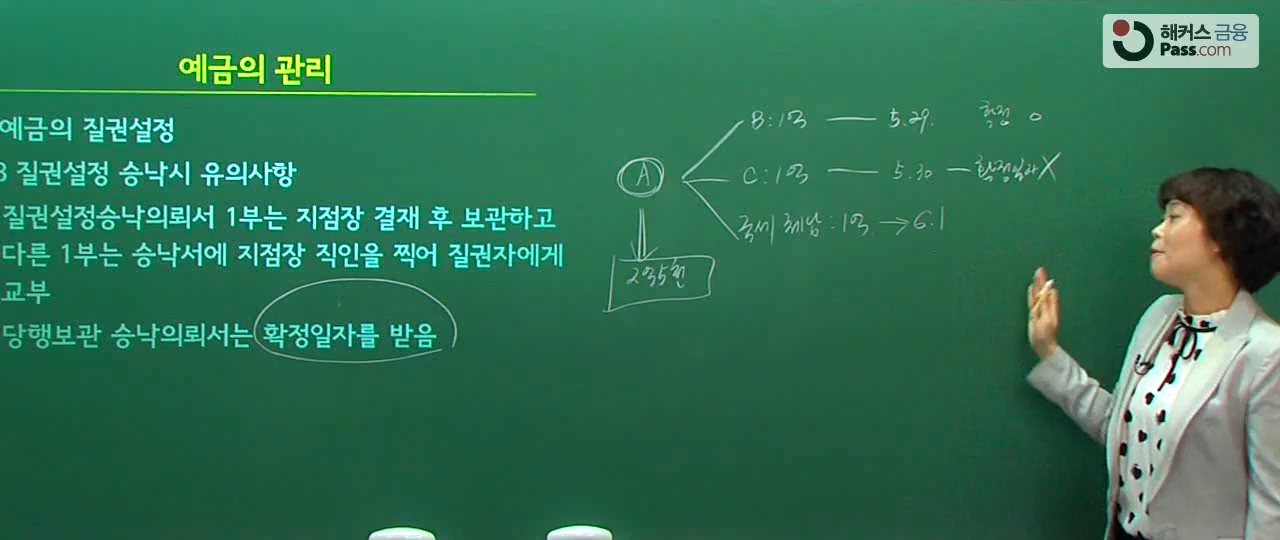 해커스 금융
Pass.com
예금의 관리
예금의 질권설정
3 질권설정 승낙시 유의사항
질권설정승낙의뢰서 1부는 지점장 결재 후 보관하고
다른 1부는 승낙서에 지점장 직인을 찍어 질권자에게
교부
당행보관 승낙의뢰서는 확정일자를 받음
B : 1억 — 5.29. 확정 o
A
C : 1억 — 5.30 — 확정일자 X
국세 체납 : 1억 → 6.1
2억5천